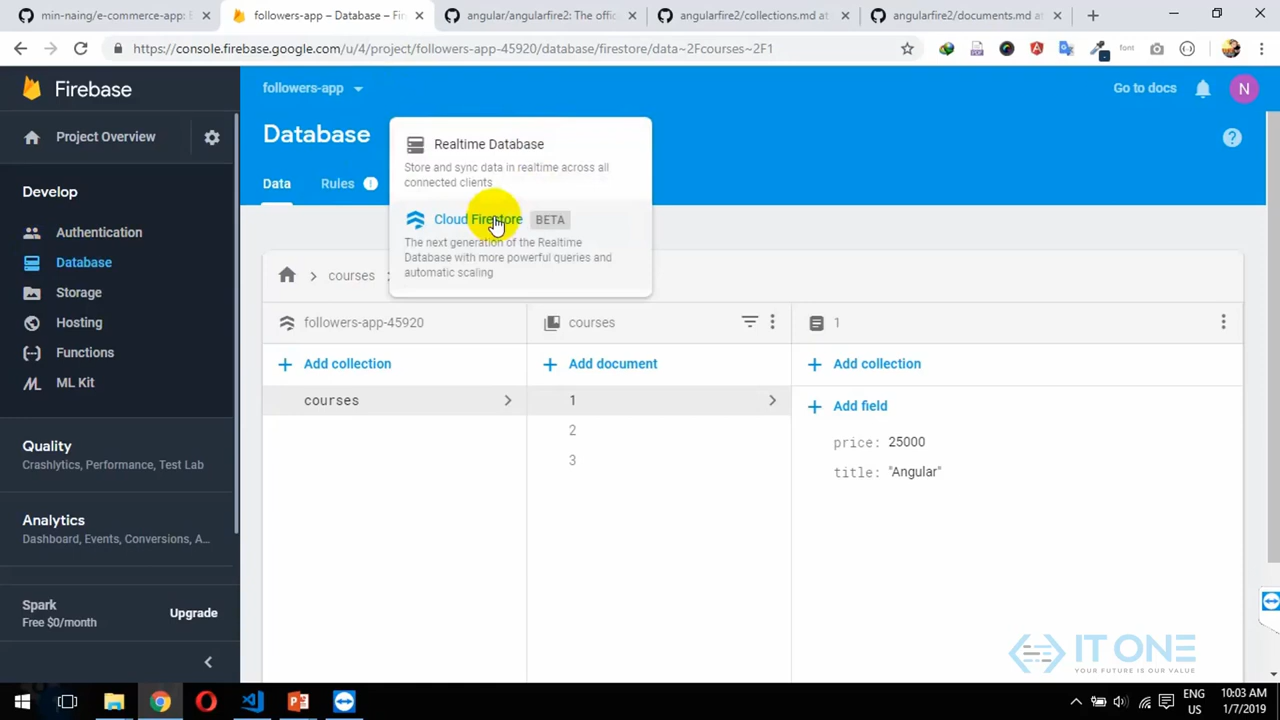 min-naing/e-commerce-app: E
followers-app – Database – Fir
angular/angularfire2: The offic
angularfire2/collections.md at
angularfire2/documents.md at
https://console.firebase.google.com/u/4/project/followers-app-45920/database/firestore/data~2Fcourses~2F1
font
Firebase
followers-app
Go to docs
N
Project Overview
Database
Realtime Database
Store and sync data in realtime across all
connected clients
Data
Rules
Cloud Firestore
BETA
The next generation of the Realtime
Database with more powerful queries and
automatic scaling
Develop
Authentication
Database
Storage
Hosting
Functions
ML Kit
courses
followers-app-45920
courses
1
Add collection
Add document
Add collection
courses
1
Add field
2
price: 25000
3
title: "Angular"
Quality
Crashlytics, Performance, Test Lab
Analytics
Dashboard, Events, Conversions, A...
Spark
Free $0/month
Upgrade
IT ONE
YOUR FUTURE IS OUR VALUE
ENG
US
10:03 AM
1/7/2019